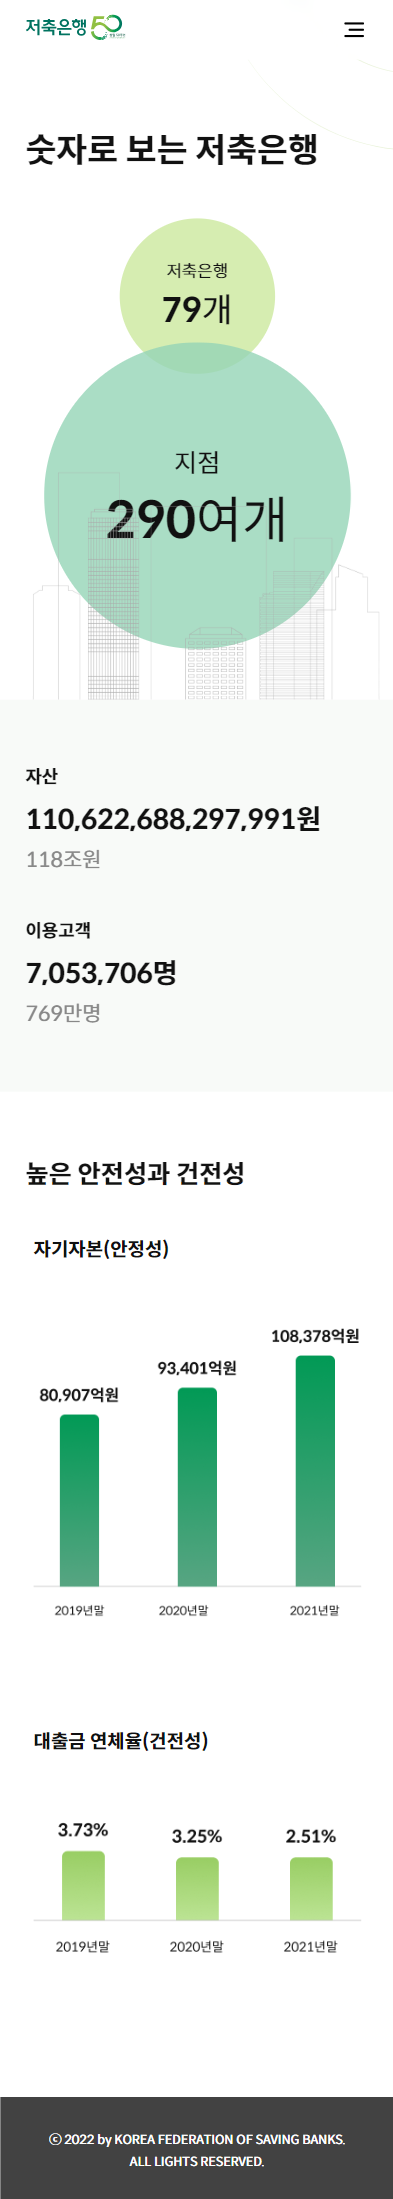 저축은행 50
숫자로 보는 저축은행
저축은행
79개
지점
290여개
자산
110,622,688,297,991원
118조원
이용고객
7,053,706명
769만명
높은 안전성과 건전성
자기자본(안정성)
80,907억원 93,401억원 108,378억원
2019년말 2020년말 2021년말
대출금 연체율(건전성)
3.73% 3.25% 2.51%
2019년말 2020년말 2021년말
ⓒ 2022 by KOREA FEDERATION OF SAVING BANKS.
ALL LIGHTS RESERVED.